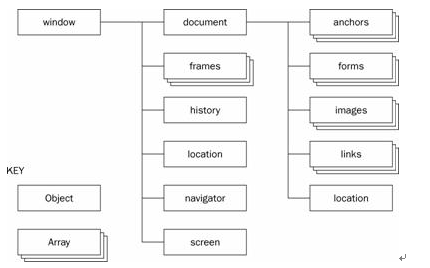 window
document
anchors
frames
forms
history
images
location
links
KEY
Object
navigator
location
Array
screen